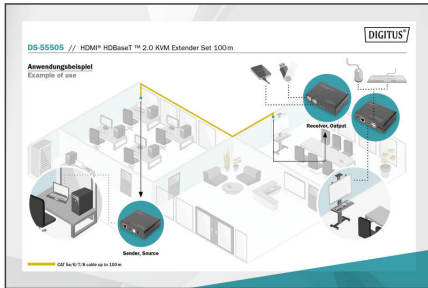 DIGITUS®
DS-55505 // HDMI® HDBaseT ™ 2.0 KVM Extender Set 100 m
Anwendungsbeispiel
Example of use
Receiver, Output
Sender, Source
CAT 5e/6/7/8 cable up to 100 m